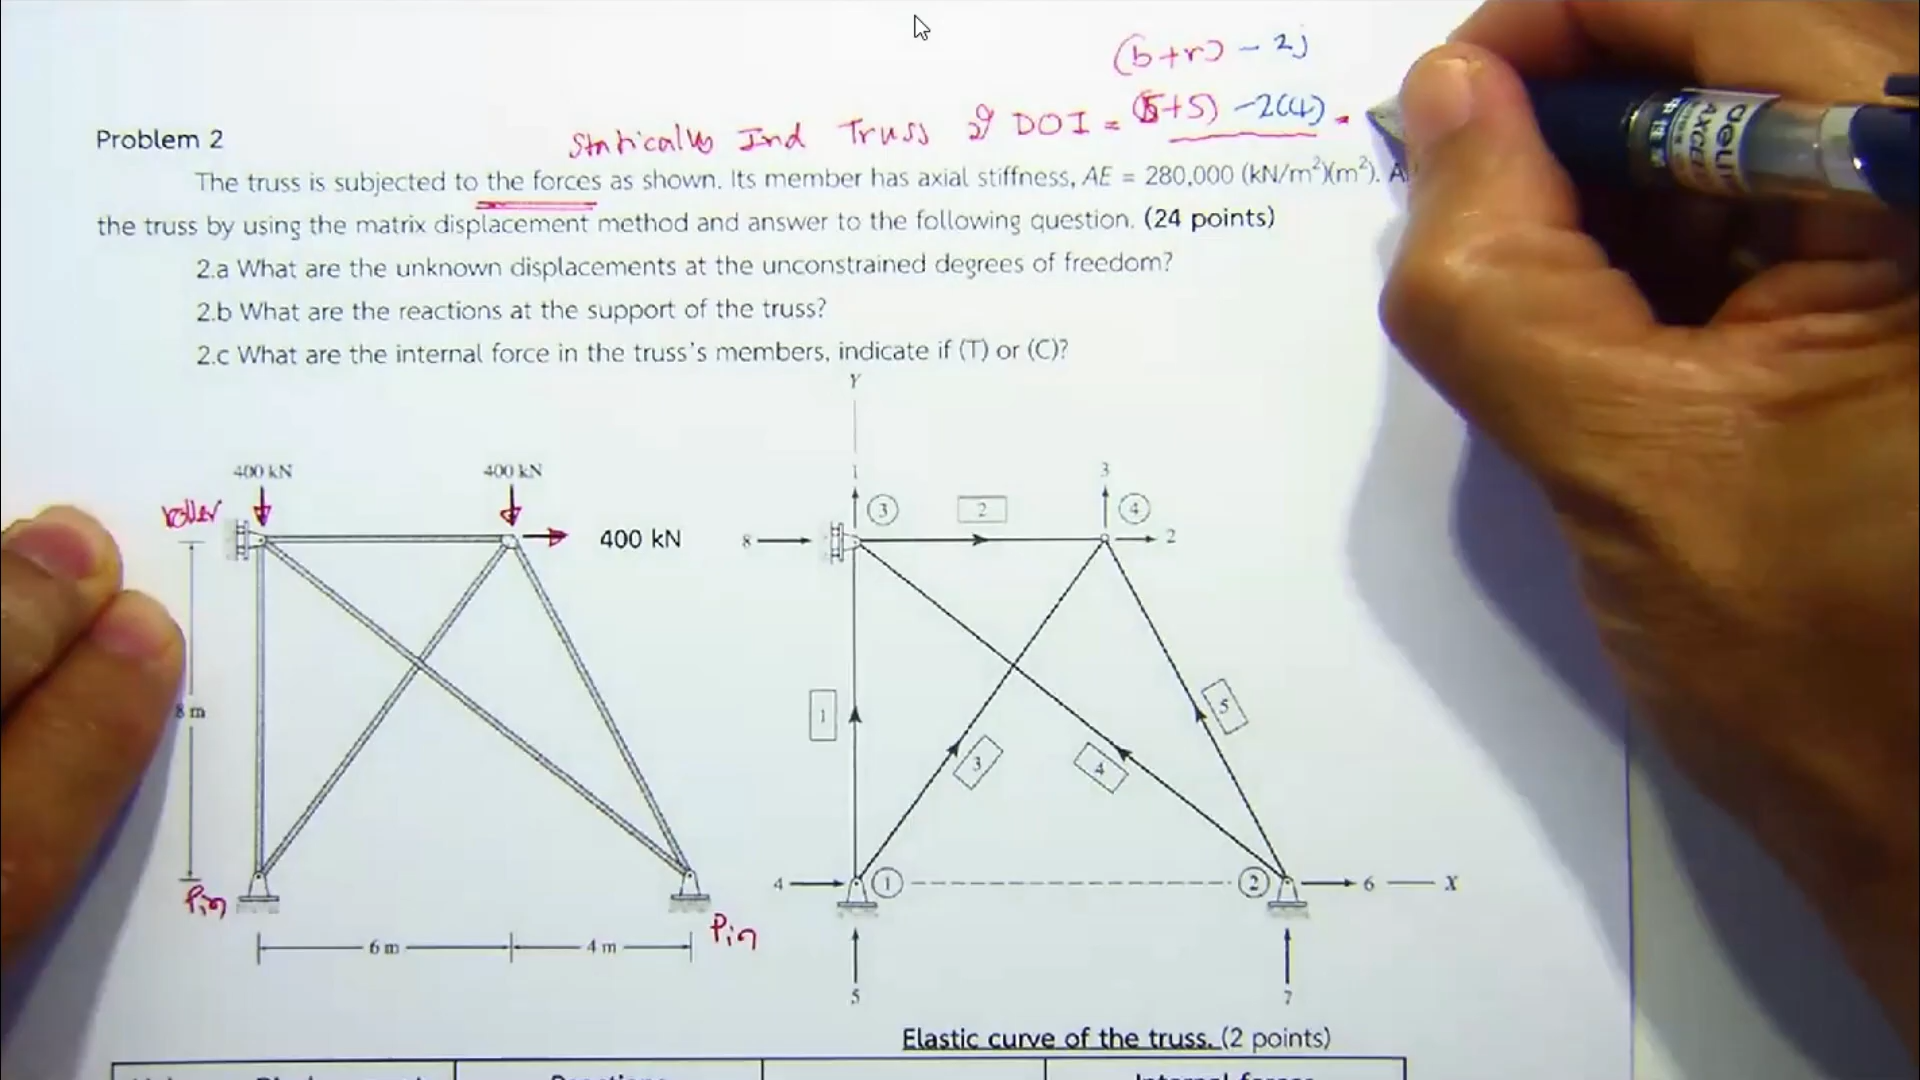 (b+r) - 2j
Statically Ind Truss of DOI = (5+5) -2(4) =
Problem 2
The truss is subjected to the forces as shown. Its member has axial stiffness, AE = 280,000 (kN/m²)(m²). A
the truss by using the matrix displacement method and answer to the following question. (24 points)
2.a What are the unknown displacements at the unconstrained degrees of freedom?
2.b What are the reactions at the support of the truss?
2.c What are the internal force in the truss's members, indicate if (T) or (C)?
Y
400 kN 400 kN
1 3
roller
3 2 4
400 kN
8 2
8 m
1
5
3 4
4 1 2 6 X
Pin
Pin
6 m 4 m
5 7
Elastic curve of the truss. (2 points)
deli
AXCEL